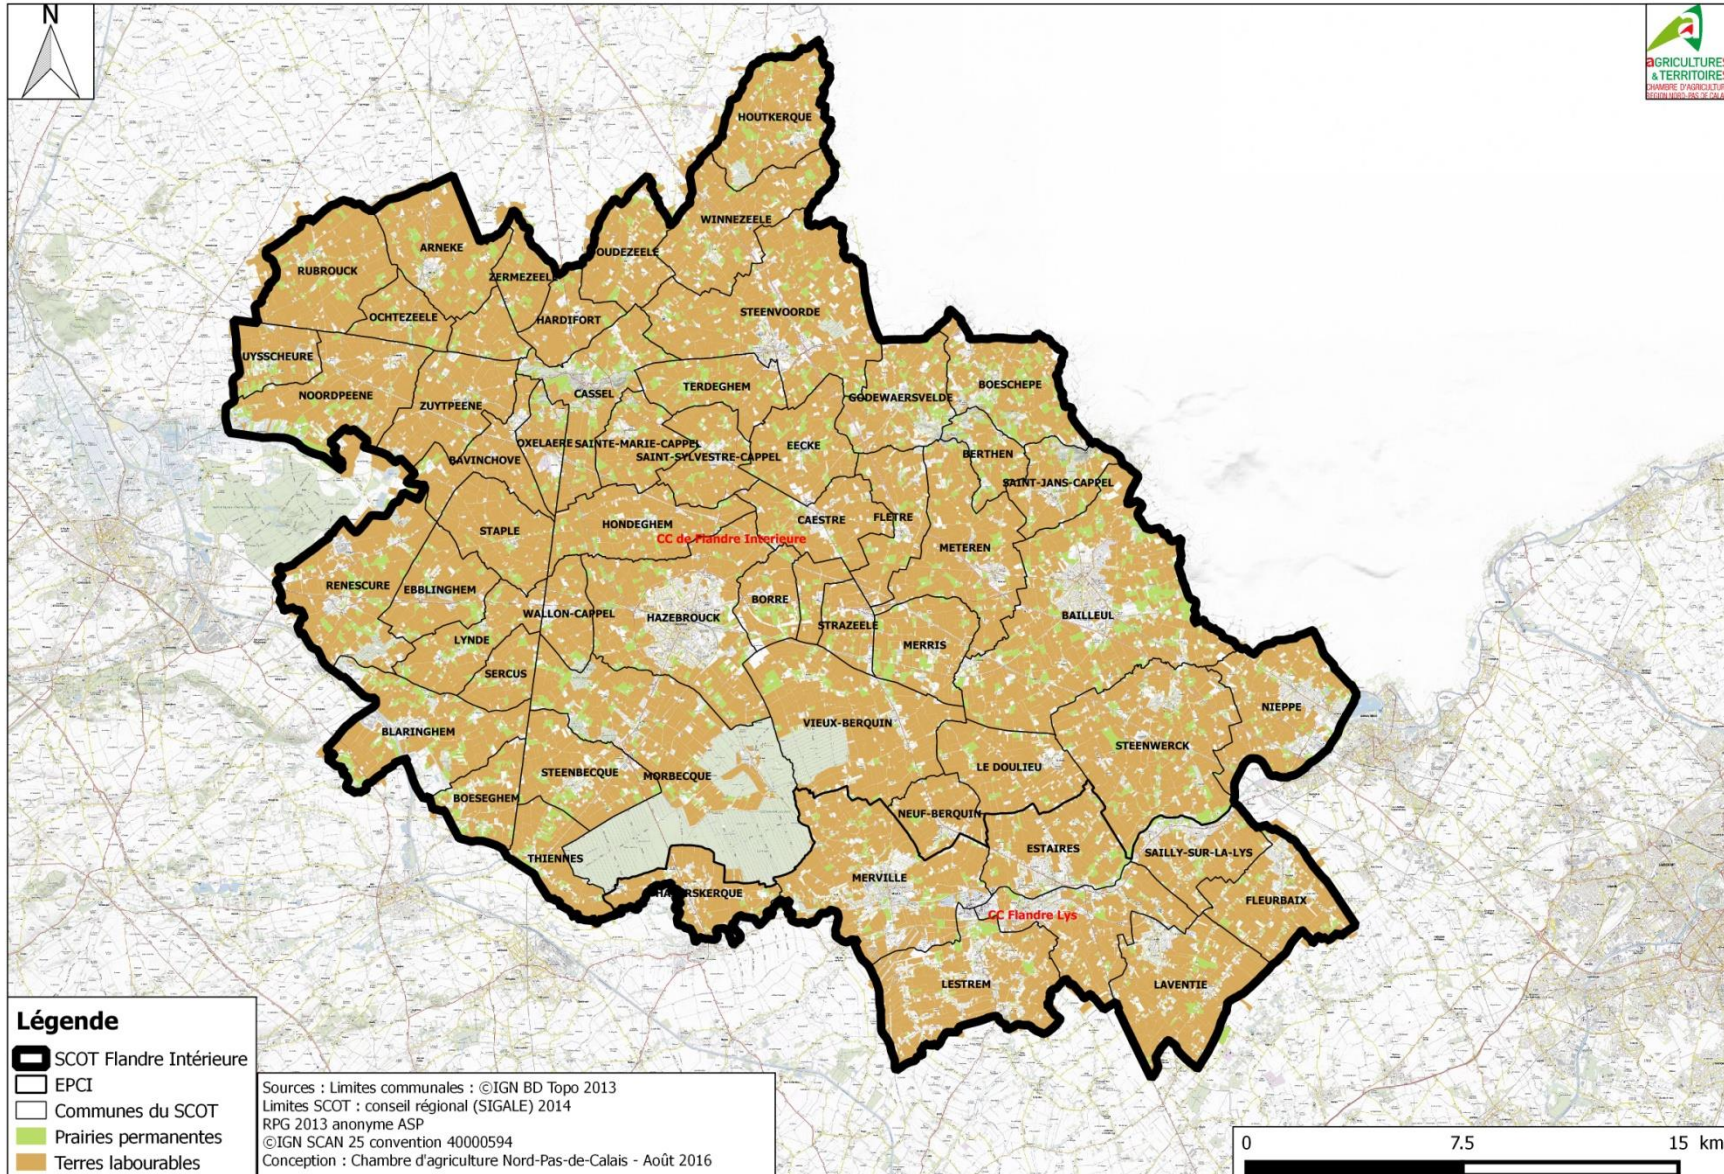 N
aGRICULTURES
& TERRITOIRES
CHAMBRE D'AGRICULTURE
HOUTKERQUE
WINNEZEELE
ARNEKE
OUDEZEELE
ZERMEZEELE
RUBROUCK
OCHTEZEELE
HARDIFORT
STEENVOORDE
UYSSCHEURE
NOORDPEENE
ZUYTPEENE
CASSEL
TERDEGHEM
GODEWAERSVELDE
BOESCHEPE
OXELAERE
SAINTE-MARIE-CAPPEL
SAINT-SYLVESTRE-CAPPEL
EECKE
BERTHEN
BAVINCHOVE
SAINT-JANS-CAPPEL
STAPLE
HONDEGHEM
CC de Flandre Interieure
CAESTRE
FLETRE
METEREN
RENESCURE
EBBLINGHEM
WALLON-CAPPEL
HAZEBROUCK
BORRE
STRAZEELE
BAILLEUL
LYNDE
SERCUS
MERRIS
BLARINGHEM
VIEUX-BERQUIN
NIEPPE
STEENWERCK
STEENBECQUE
MORBECQUE
LE DOULIEU
BOESEGHEM
NEUF-BERQUIN
THIENNES
ESTAIRES
SAILLY-SUR-LA-LYS
MERVILLE
FLEURBAIX
CC Flandre Lys
LESTREM
LAVENTIE
Légende
SCOT Flandre Intérieure
EPCI
Communes du SCOT
Prairies permanentes
Terres labourables
Sources : Limites communales : ©IGN BD Topo 2013
Limites SCOT : conseil régional (SIGALE) 2014
RPG 2013 anonyme ASP
©IGN SCAN 25 convention 40000594
Conception : Chambre d'agriculture Nord-Pas-de-Calais - Août 2016
0 7.5 15 km